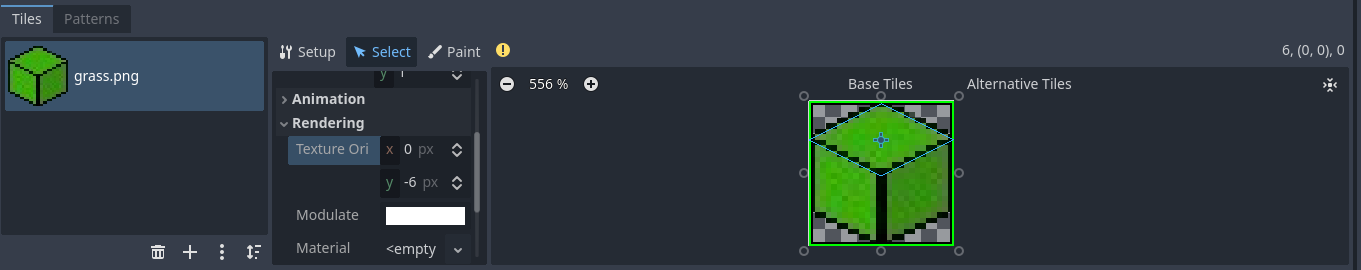 Tiles Patterns
grass.png
Setup Select Paint
6, (0, 0), 0
y 1
Animation
Rendering
Texture Ori x 0 px
y -6 px
Modulate
Material <empty
556 % Base Tiles Alternative Tiles